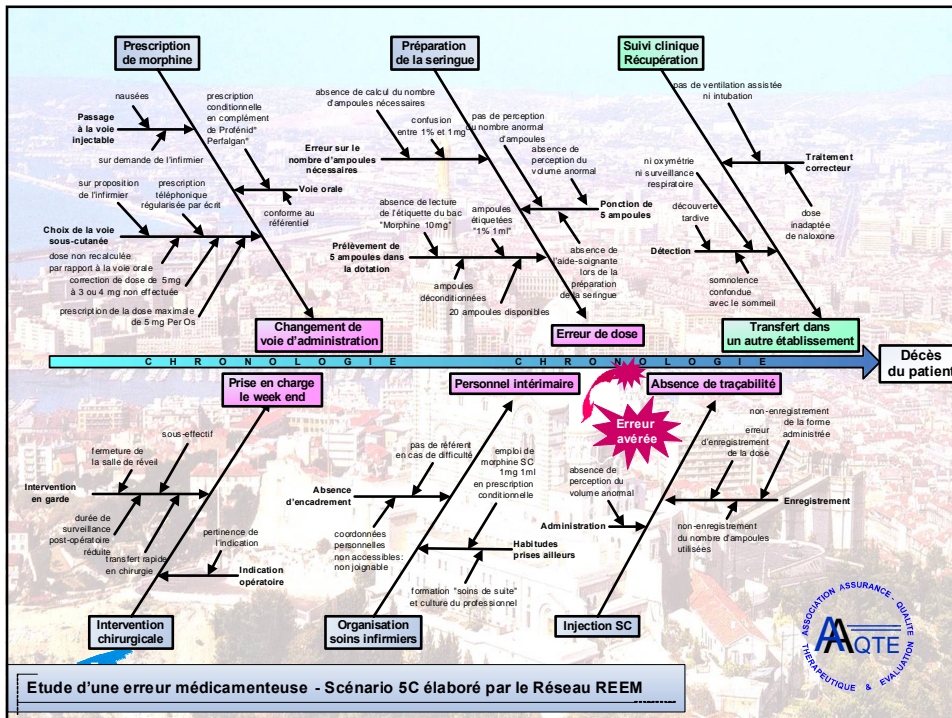 Prescription
de morphine
nausées
Passage
à la voie
injectable
sur demande de l'infirmier
prescription
conditionnelle
en complément
de Profénid°
Perfalgan°
Voie orale
conforme au
référentiel
sur proposition
de l'infirmier
prescription
téléphonique
régularisée par écrit
Choix de la voie
sous-cutanée
dose non recalculée
par rapport à la voie orale
correction de dose de 5mg
à 3 ou 4 mg non effectuée
prescription de la dose maximale
de 5 mg Per Os
Changement de
voie d'administration
Préparation
de la seringue
absence de calcul du nombre
d'ampoules nécessaires
confusion
entre 1% et 1mg
Erreur sur le
nombre d'ampoules
nécessaires
pas de perception
du nombre anormal
d'ampoules
absence de
perception du
volume anormal
Ponction de
5 ampoules
absence de lecture
de l'étiquette du bac
"Morphine 10mg"
ampoules
étiquetées
"1% 1ml"
Prélèvement de
5 ampoules dans
la dotation
ampoules
déconditionnées
20 ampoules disponibles
absence de
l'aide-soignante
lors de la
préparation
de la seringue
Erreur de dose
Suivi clinique
Récupération
pas de ventilation assistée
ni intubation
Traitement
correcteur
dose
inadaptée
de naloxone
ni oxymétrie
ni surveillance
respiratoire
découverte
tardive
Détection
somnolence
confondue
avec le sommeil
Transfert dans
un autre établissement
CHRONOLOGIE
CHRONOLOGIE
Décès
du patient
Prise en charge
le week end
sous-effectif
fermeture de
la salle de réveil
Intervention
en garde
durée de
surveillance
post-opératoire
réduite
transfert rapide
en chirurgie
pertinence de
l'indication
Indication
opératoire
Intervention
chirurgicale
Personnel intérimaire
pas de référent
en cas de difficulté
Absence
d'encadrement
coordonnées
personnelles
non accessibles:
non joignable
emploi de
morphine SC
1mg 1ml
en prescription
conditionnelle
Habitudes
prises ailleurs
formation "soins de suite"
et culture du professionnel
Organisation
soins infirmiers
Erreur
avérée
Absence de traçabilité
non-enregistrement
de la forme
administrée
erreur
d'enregistrement
de la dose
Enregistrement
non-enregistrement
du nombre d'ampoules
utilisées
absence de
perception du
volume anormal
Administration
Injection SC
ASSOCIATION ASSURANCE - QUALITE
AAQTE
THERAPEUTIQUE & EVALUATION
Etude d'une erreur médicamenteuse - Scénario 5C élaboré par le Réseau REEM